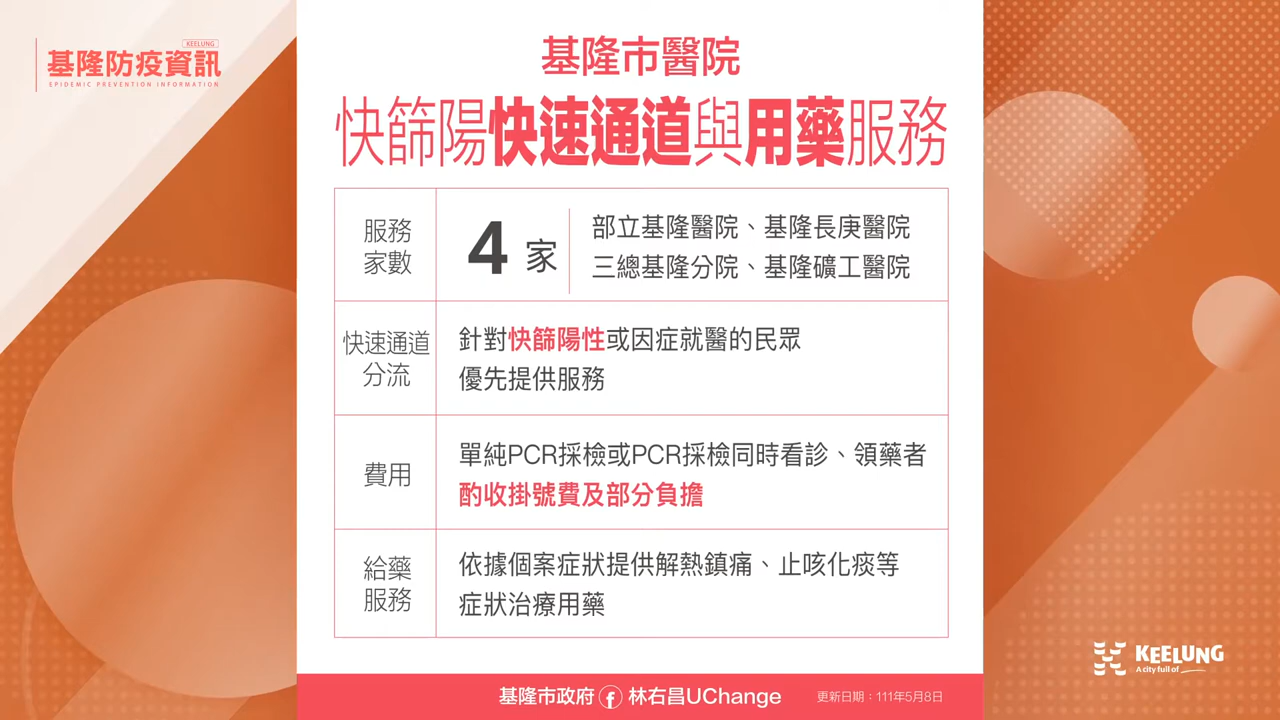 KEELUNG
基隆防疫資訊
EPIDEMIC PREVENTION INFORMATION
基隆市醫院
快篩陽快速通道與用藥服務
服務
家數
4 家
部立基隆醫院、基隆長庚醫院
三總基隆分院、基隆礦工醫院
快速通道
分流
針對快篩陽性或因症就醫的民眾
優先提供服務
費用
單純PCR採檢或PCR採檢同時看診、領藥者
酌收掛號費及部分負擔
給藥
服務
依據個案症狀提供解熱鎮痛、止咳化痰等
症狀治療用藥
KEELUNG
A city full of
基隆市政府 f 林右昌UChange
更新日期：111年5月8日